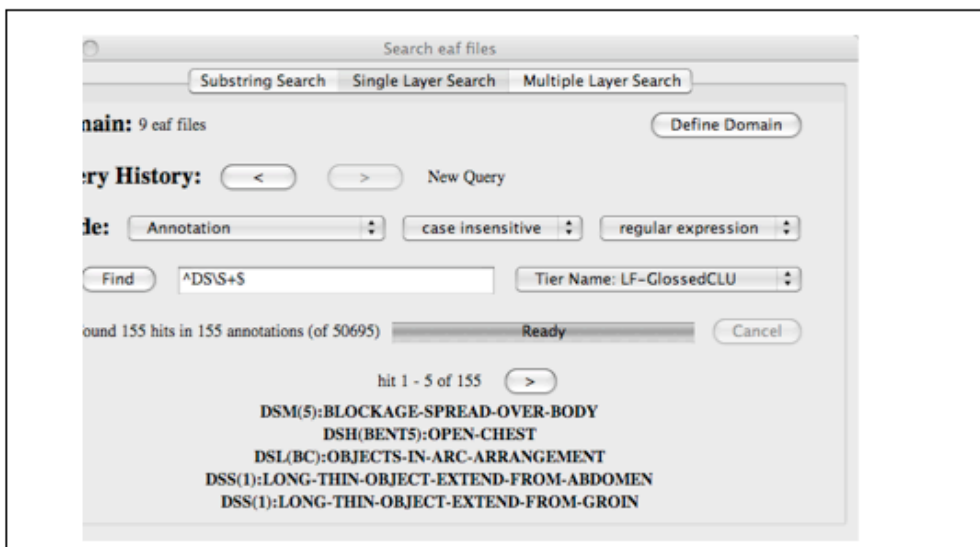 Search eaf files
Substring Search Single Layer Search Multiple Layer Search
main: 9 eaf files Define Domain
ery History: < > New Query
de: Annotation case insensitive regular expression
Find ^DS\S+$ Tier Name: LF-GlossedCLU
ound 155 hits in 155 annotations (of 50695) Ready Cancel
hit 1 - 5 of 155 >
DSM(5):BLOCKAGE-SPREAD-OVER-BODY
DSH(BENT5):OPEN-CHEST
DSL(BC):OBJECTS-IN-ARC-ARRANGEMENT
DSS(1):LONG-THIN-OBJECT-EXTEND-FROM-ABDOMEN
DSS(1):LONG-THIN-OBJECT-EXTEND-FROM-GROIN